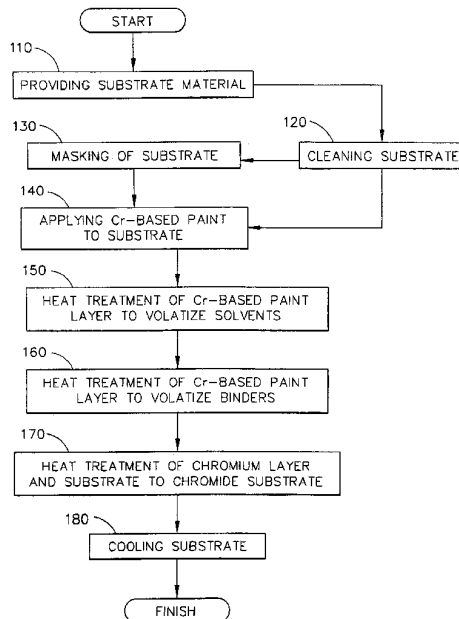 START
110
PROVIDING SUBSTRATE MATERIAL
130
120
MASKING OF SUBSTRATE
CLEANING SUBSTRATE
140
APPLYING Cr-BASED PAINT
TO SUBSTRATE
150
HEAT TREATMENT OF Cr-BASED PAINT
LAYER TO VOLATIZE SOLVENTS
160
HEAT TREATMENT OF Cr-BASED PAINT
LAYER TO VOLATIZE BINDERS
170
HEAT TREATMENT OF CHROMIUM LAYER
AND SUBSTRATE TO CHROMIDE SUBSTRATE
180
COOLING SUBSTRATE
FINISH